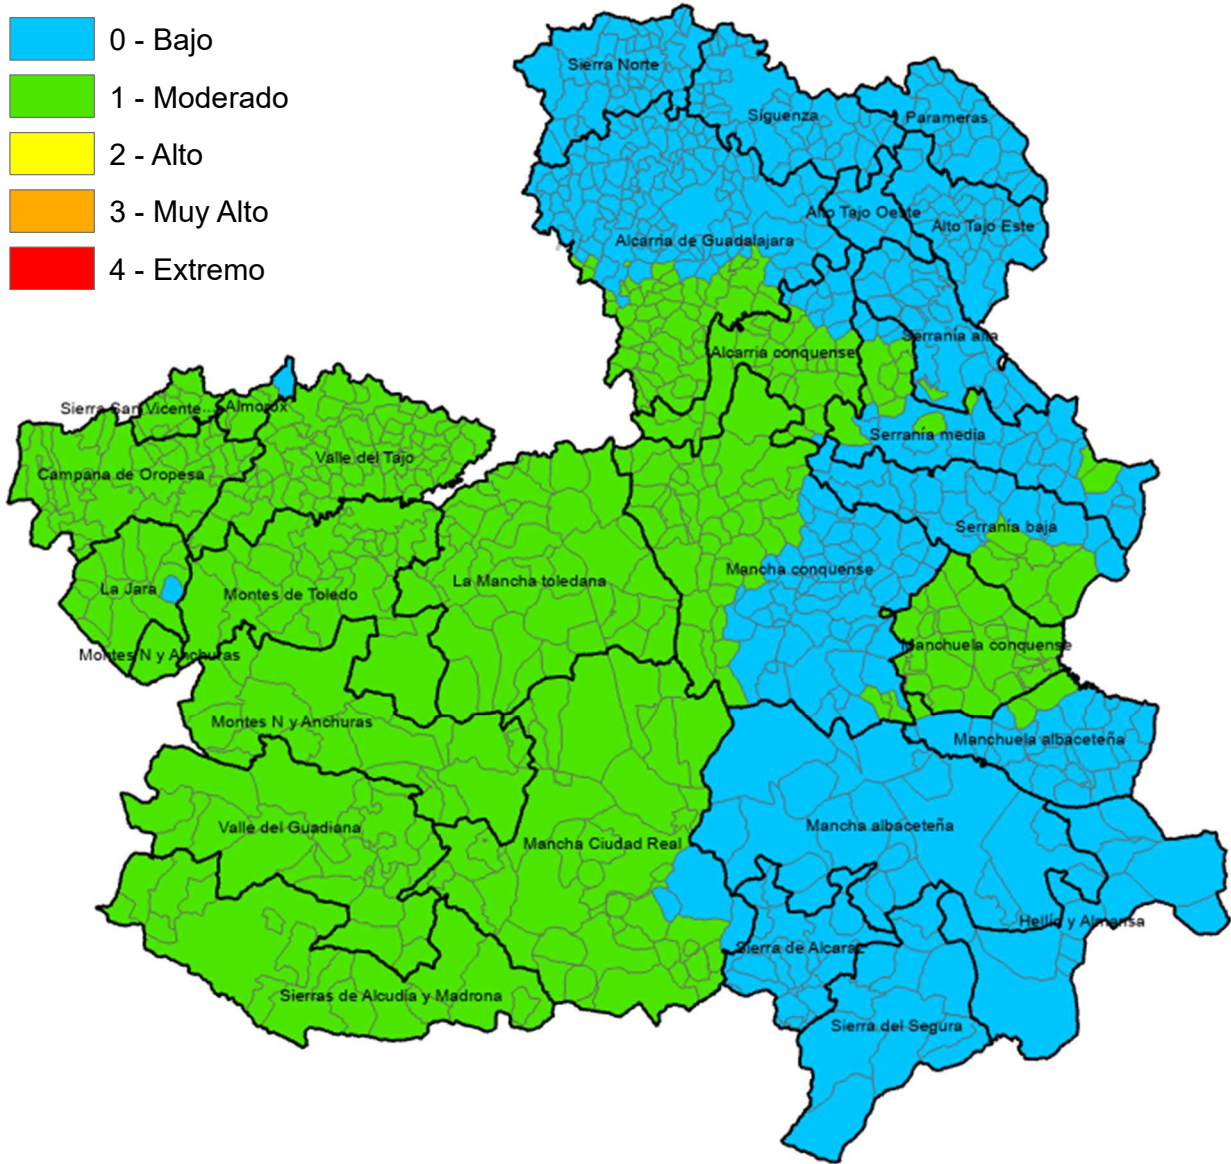 0 - Bajo
1 - Moderado
2 - Alto
3 - Muy Alto
4 - Extremo
Sierra Norte
Sigüenza
Parameras
Alto Tajo Oeste
Alto Tajo Este
Alcarria de Guadalajara
Serranía alta
Alcarria conquense
Sierra San Vicente...
Almorox
Serranía media
Valle del Tajo
Campana de Oropesa
Serranía baja
Mancha conquense
La Mancha toledana
La Jara
Montes de Toledo
Manchuela conquense
Montes N y Anchuras
Montes N y Anchuras
Manchuela albaceteña
Mancha albaceteña
Valle del Guadiana
Mancha Ciudad Real
Hellín y Almansa
Sierra de Alcaraz
Sierras de Alcudia y Madrona
Sierra del Segura